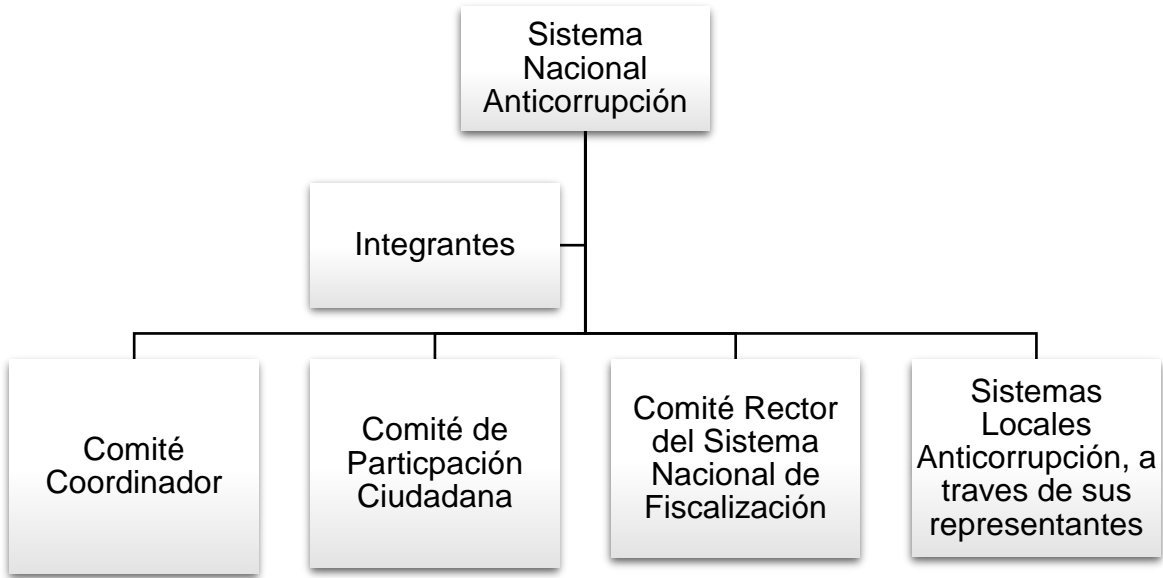 Sistema
Nacional
Anticorrupción
Integrantes
Comité
Coordinador
Comité de
Particpación
Ciudadana
Comité Rector
del Sistema
Nacional de
Fiscalización
Sistemas
Locales
Anticorrupción, a
traves de sus
representantes